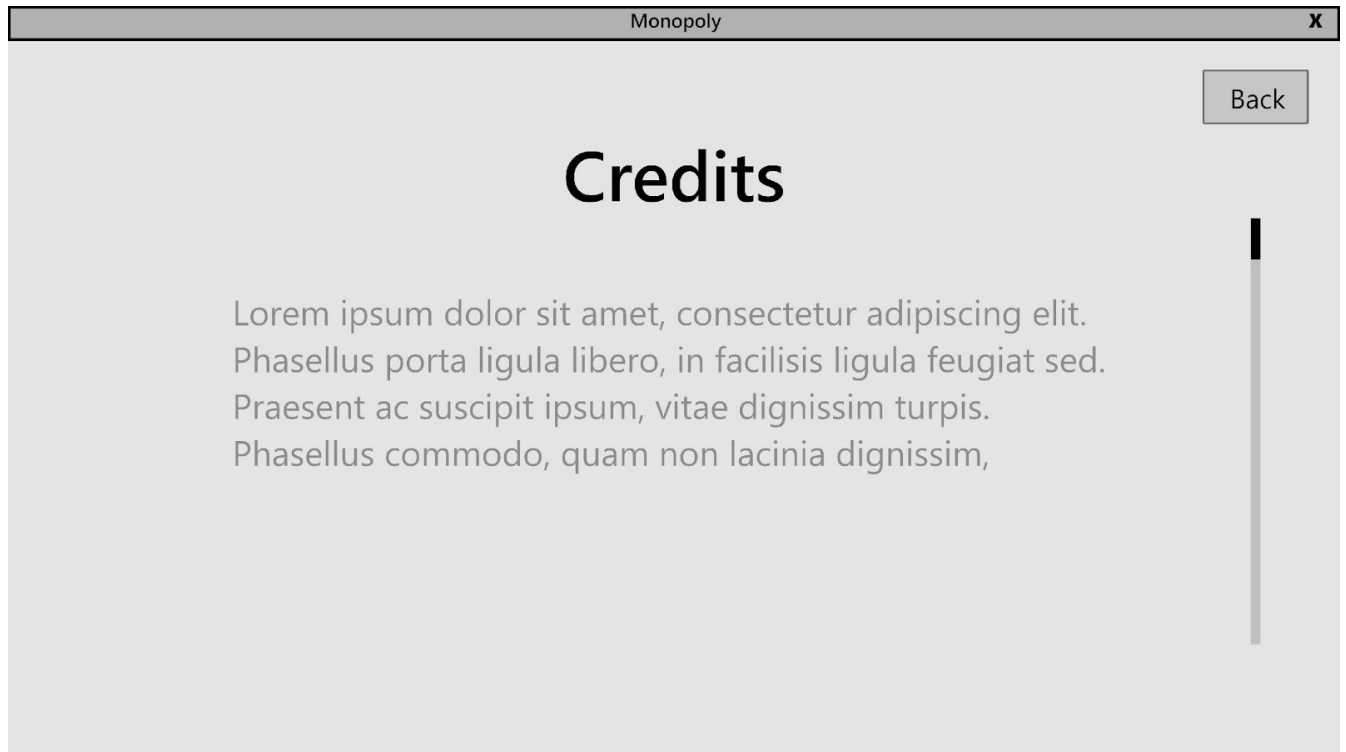 Monopoly X
Back
Credits
Lorem ipsum dolor sit amet, consectetur adipiscing elit.
Phasellus porta ligula libero, in facilisis ligula feugiat sed.
Praesent ac suscipit ipsum, vitae dignissim turpis.
Phasellus commodo, quam non lacinia dignissim,